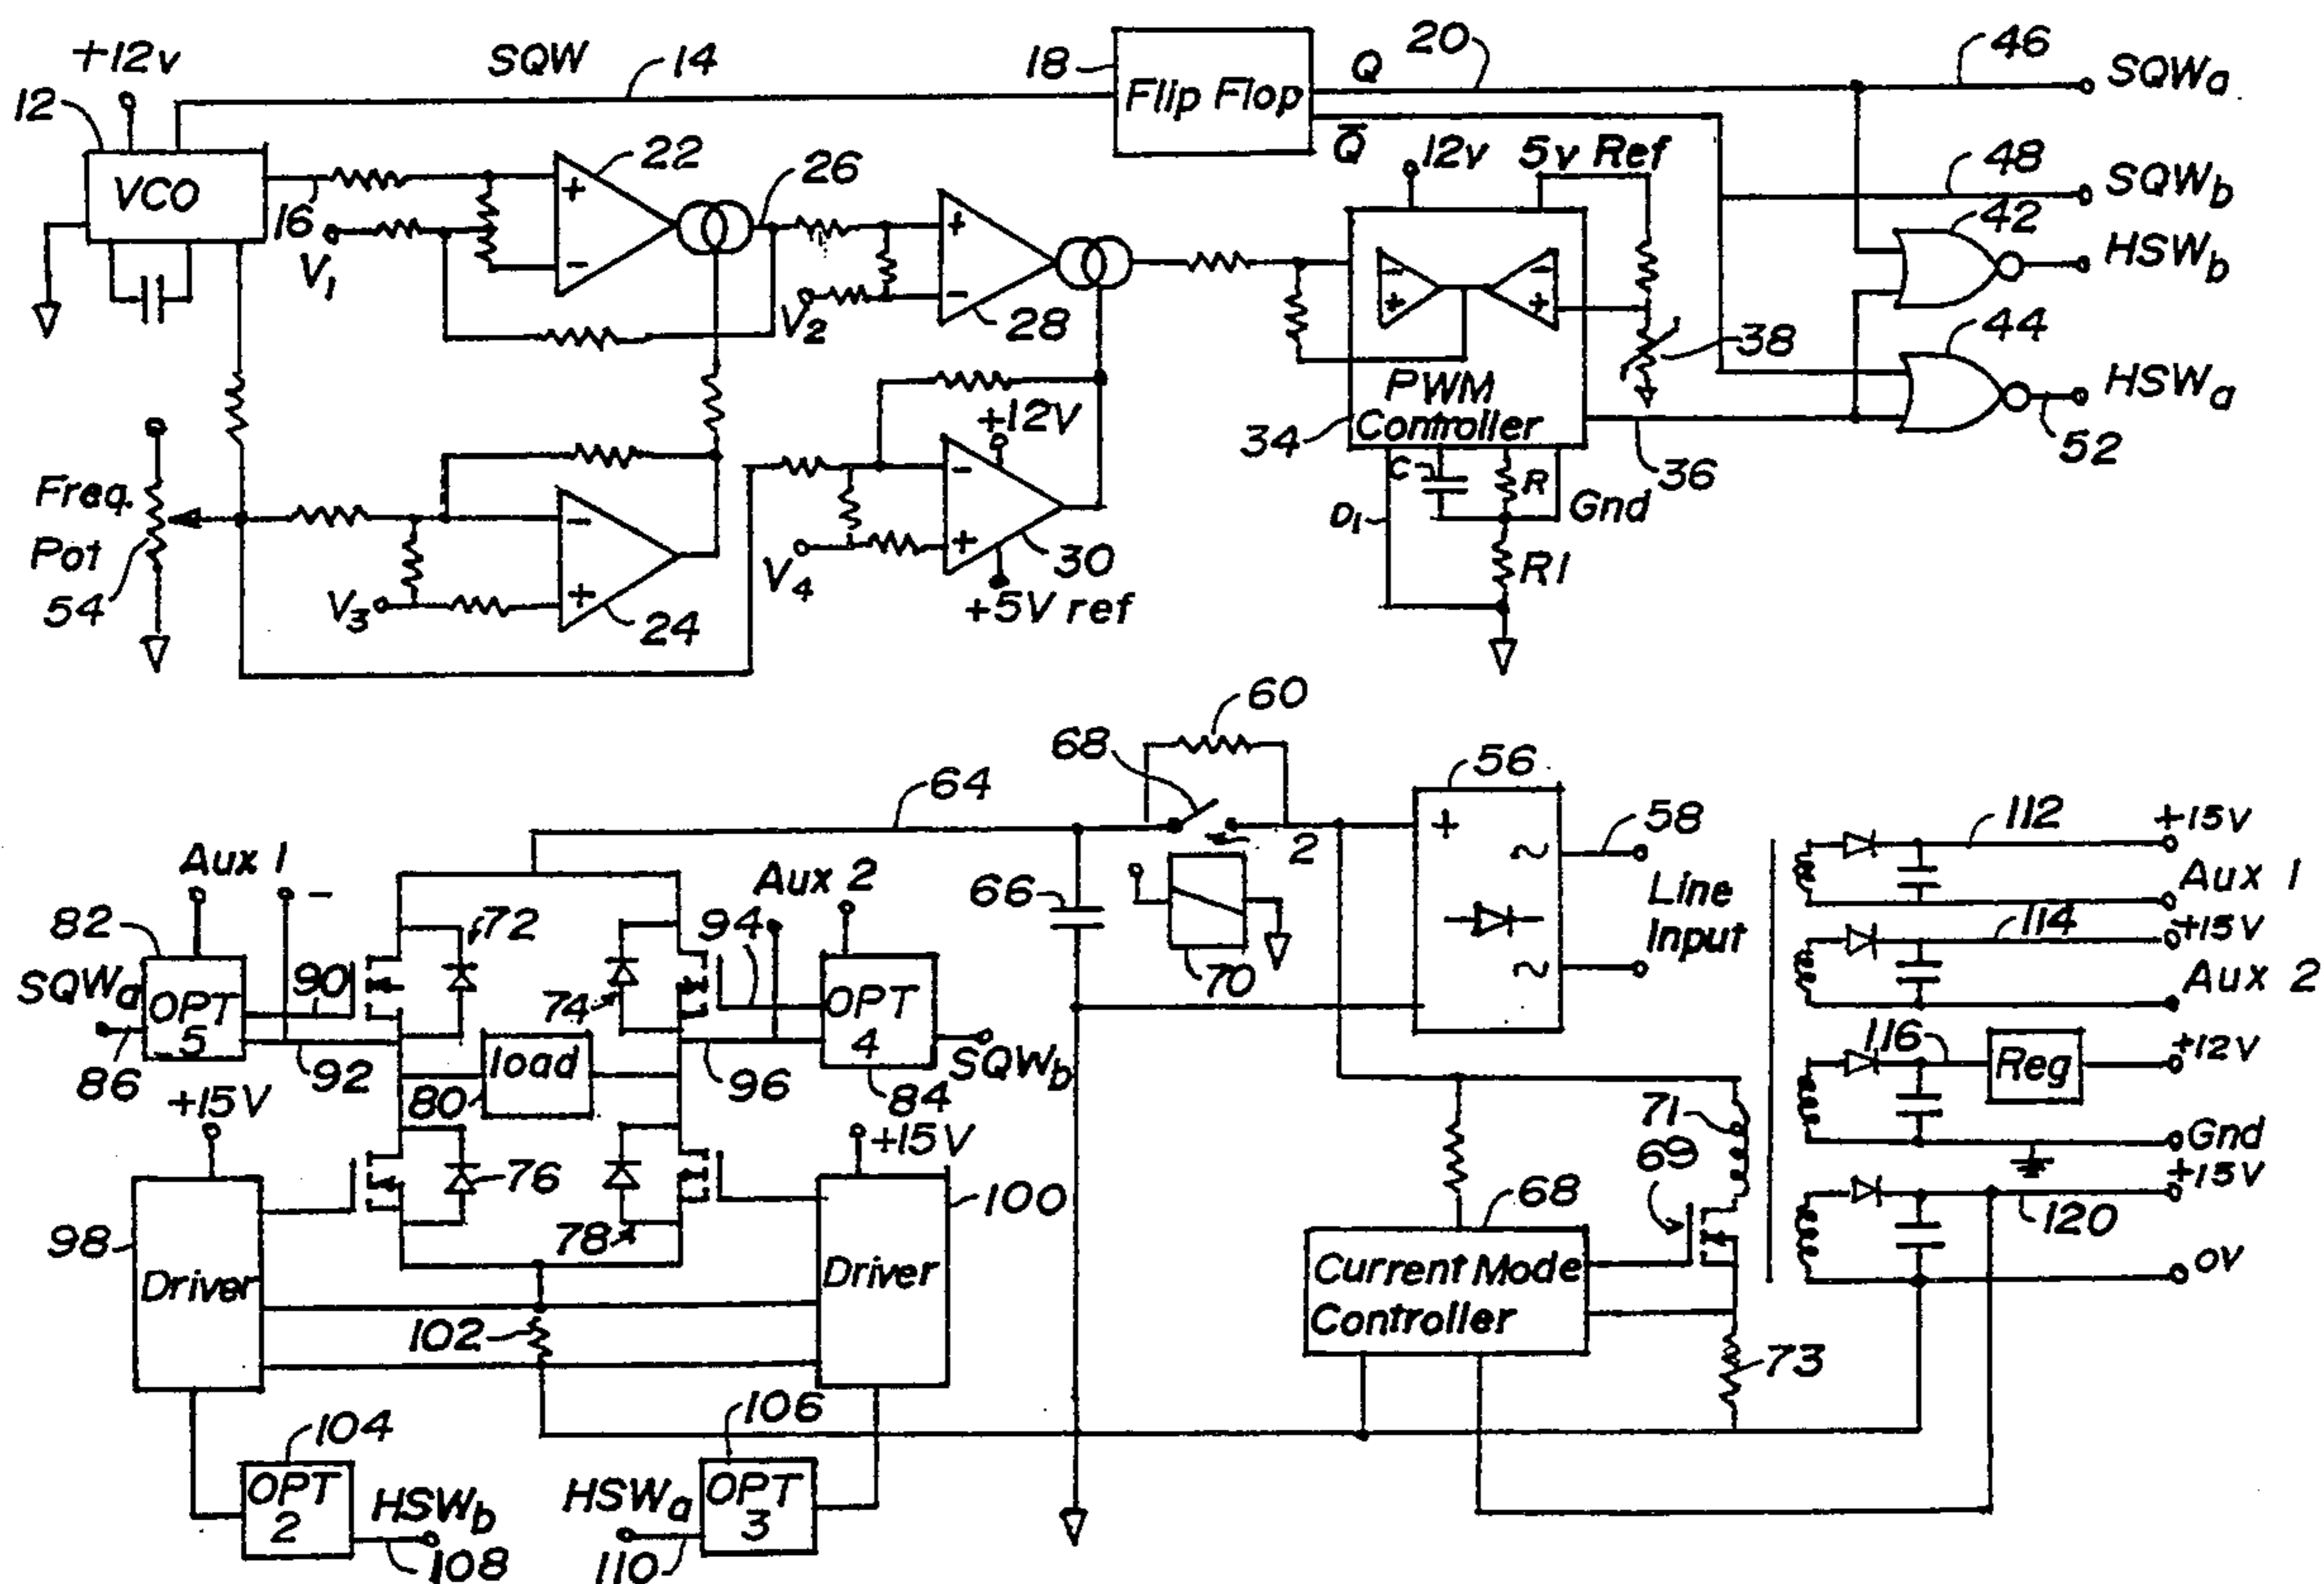 +12v
SQW
14
18
Flip Flop
Q
20
46
SQWa
12
VCO
16
V1
+
-
22
26
+
-
V2
28
Q̅
12v
5v Ref
48
SQWb
42
HSWb
-
+
-
+
38
44
HSWa
52
PWM
Controller
34
36
C
R
Gnd
D1
R1
Freq.
Pot
54
V3
-
+
24
+12V
-
+
V4
30
+5V ref
60
68
2
64
56
+
~
~
58
Line
Input
66
70
112
+15V
Aux 1
114
+15V
Aux 2
116
Reg
+12V
Gnd
+15V
120
0V
Aux 1
-
82
SQWa
OPT
5
86
90
92
72
74
94
Aux 2
OPT
4
84
SQWb
96
load
80
+15V
98
Driver
76
78
+15V
100
Driver
102
104
OPT
2
HSWb
108
106
HSWa
OPT
3
110
71
69
68
Current Mode
Controller
73